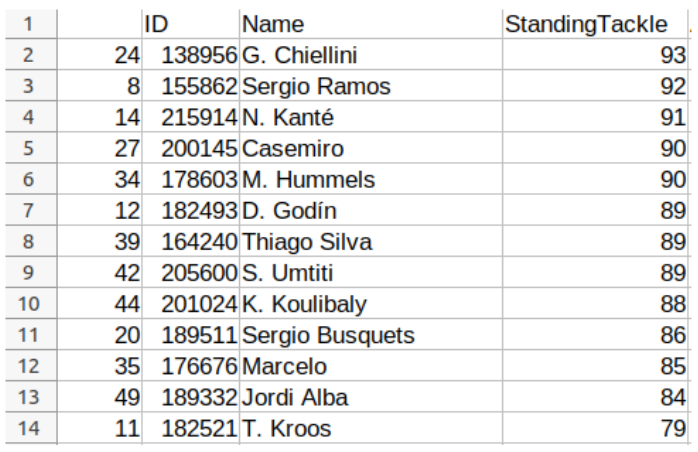 1 ID Name StandingTackle
2 24 138956 G. Chiellini 93
3 8 155862 Sergio Ramos 92
4 14 215914 N. Kanté 91
5 27 200145 Casemiro 90
6 34 178603 M. Hummels 90
7 12 182493 D. Godín 89
8 39 164240 Thiago Silva 89
9 42 205600 S. Umtiti 89
10 44 201024 K. Koulibaly 88
11 20 189511 Sergio Busquets 86
12 35 176676 Marcelo 85
13 49 189332 Jordi Alba 84
14 11 182521 T. Kroos 79